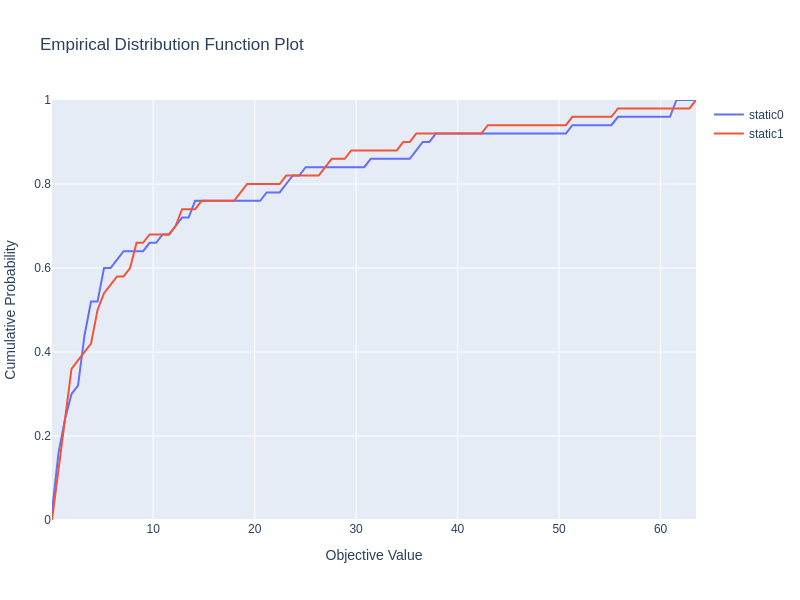 Empirical Distribution Function Plot
static0
static1
Cumulative Probability
1
0.8
0.6
0.4
0.2
0
10
20
30
40
50
60
Objective Value